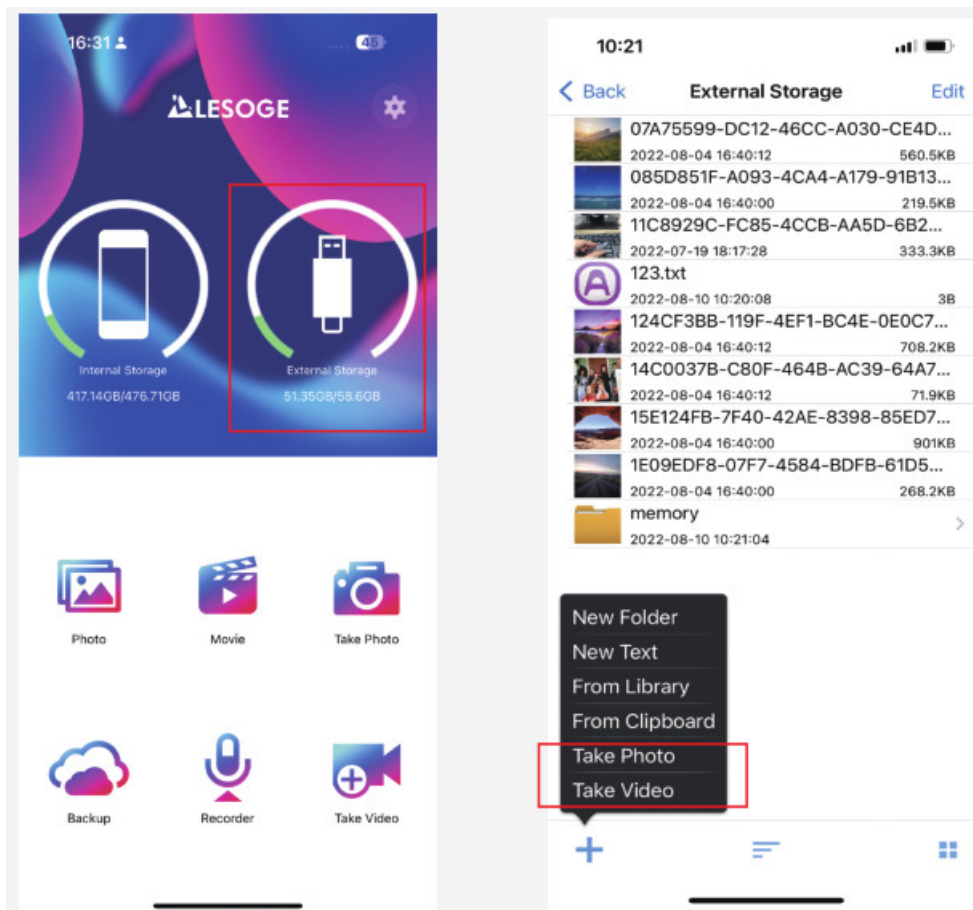 16:31
45
LESOGE
Internal Storage
417.14GB/476.71GB
External Storage
51.35GB/58.6GB
Photo
Movie
Take Photo
Backup
Recorder
Take Video
10:21
Back
External Storage
Edit
07A75599-DC12-46CC-A030-CE4D...
2022-08-04 16:40:12 560.5KB
085D851F-A093-4CA4-A179-91B13...
2022-08-04 16:40:00 219.5KB
11C8929C-FC85-4CCB-AA5D-6B2...
2022-07-19 18:17:28 333.3KB
123.txt
2022-08-10 10:20:08 3B
124CF3BB-119F-4EF1-BC4E-0E0C7...
2022-08-04 16:40:12 708.2KB
14C0037B-C80F-464B-AC39-64A7...
2022-08-04 16:40:12 71.9KB
15E124FB-7F40-42AE-8398-85ED7...
2022-08-04 16:40:00 901KB
1E09EDF8-07F7-4584-BDFB-61D5...
2022-08-04 16:40:00 268.2KB
memory
2022-08-10 10:21:04
New Folder
New Text
From Library
From Clipboard
Take Photo
Take Video